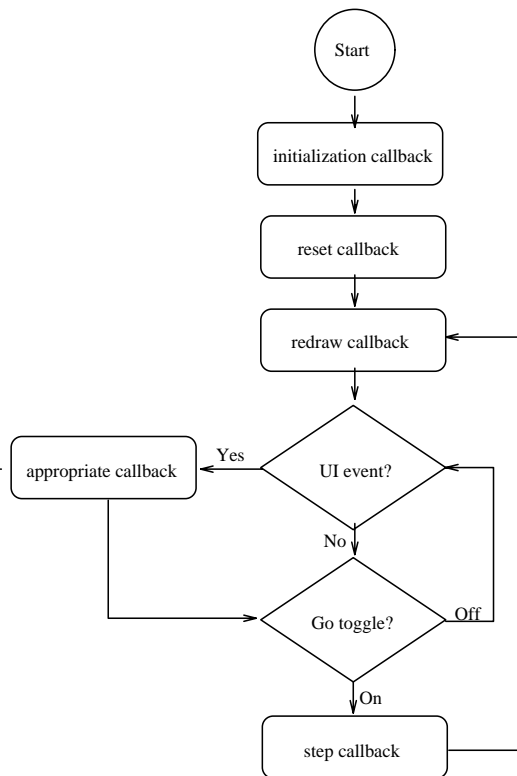 Start
initialization callback
reset callback
redraw callback
UI event?
Yes
appropriate callback
No
Go toggle?
Off
On
step callback